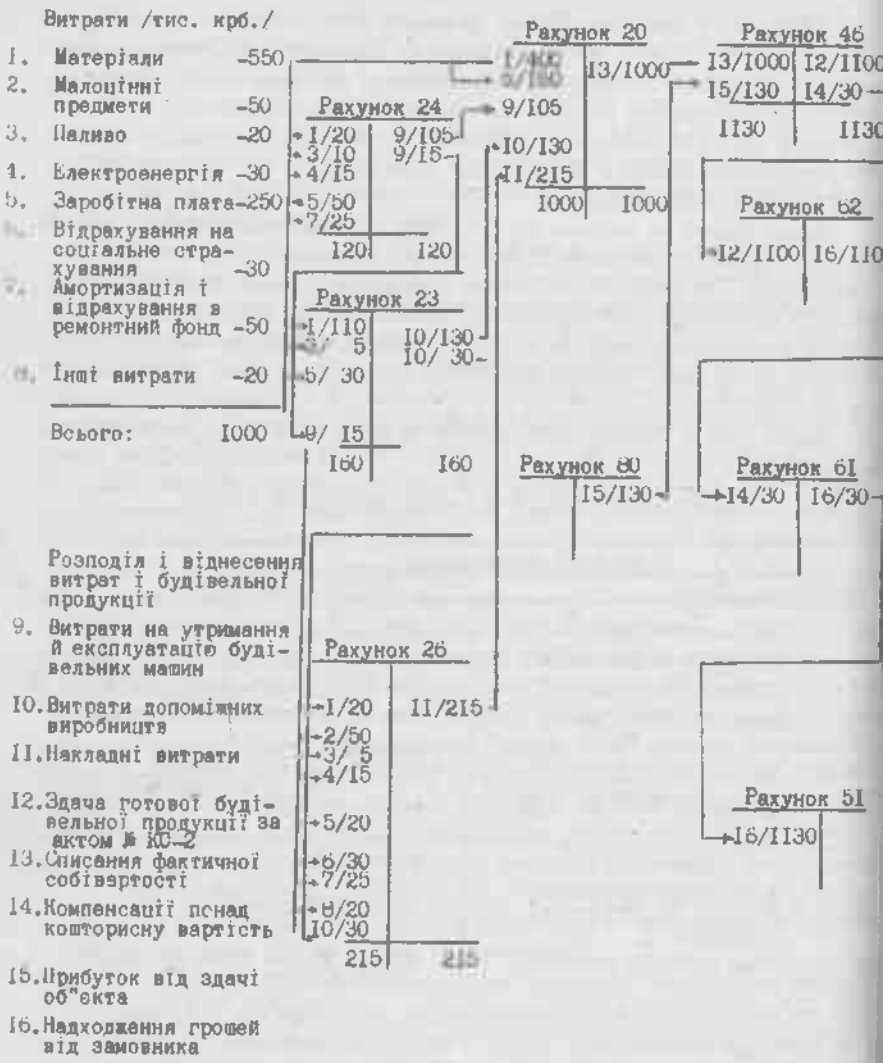 Витрати /тис. крб./
1. Матеріали -550
2. Малоцінні
предмети -50
3. Паливо -20
4. Електроенергія -30
5. Заробітна плата -250
Відрахування на
соціальне стра-
хування -30
Амортизація і
відрахування в
ремонтний фонд -50
Інші витрати -20
Всього: 1000
Розподіл і віднесення
витрат і будівельної
продукції
9. Витрати на утримання
й експлуатацію буді-
вельних машин
10. Витрати допоміжних
виробництв
11. Накладні витрати
12. Здача готової буді-
вельної продукції за
актом № КС-2
13. Списання фактичної
собівартості
14. Компенсації понад
кошторисну вартість
15. Прибуток від здачі
об"єкта
16. Надходження грошей
від замовника
Рахунок 24
1/20 9/105
3/10 9/15
4/15
5/50
7/25
120 120
Рахунок 23
1/110 10/130
3/ 5 10/ 30
5/ 30
9/ 15
160 160
Рахунок 26
1/20 11/215
2/50
3/ 5
4/15
5/20
6/30
7/25
8/20
10/30
215 215
Рахунок 20
1/400 13/1000
9/105
10/130
11/215
1000 1000
Рахунок 80
15/130
Рахунок 46
13/1000 12/1100
15/130 14/30
1130 1130
Рахунок 62
12/1100 16/110
Рахунок 61
14/30 16/30
Рахунок 51
16/1130